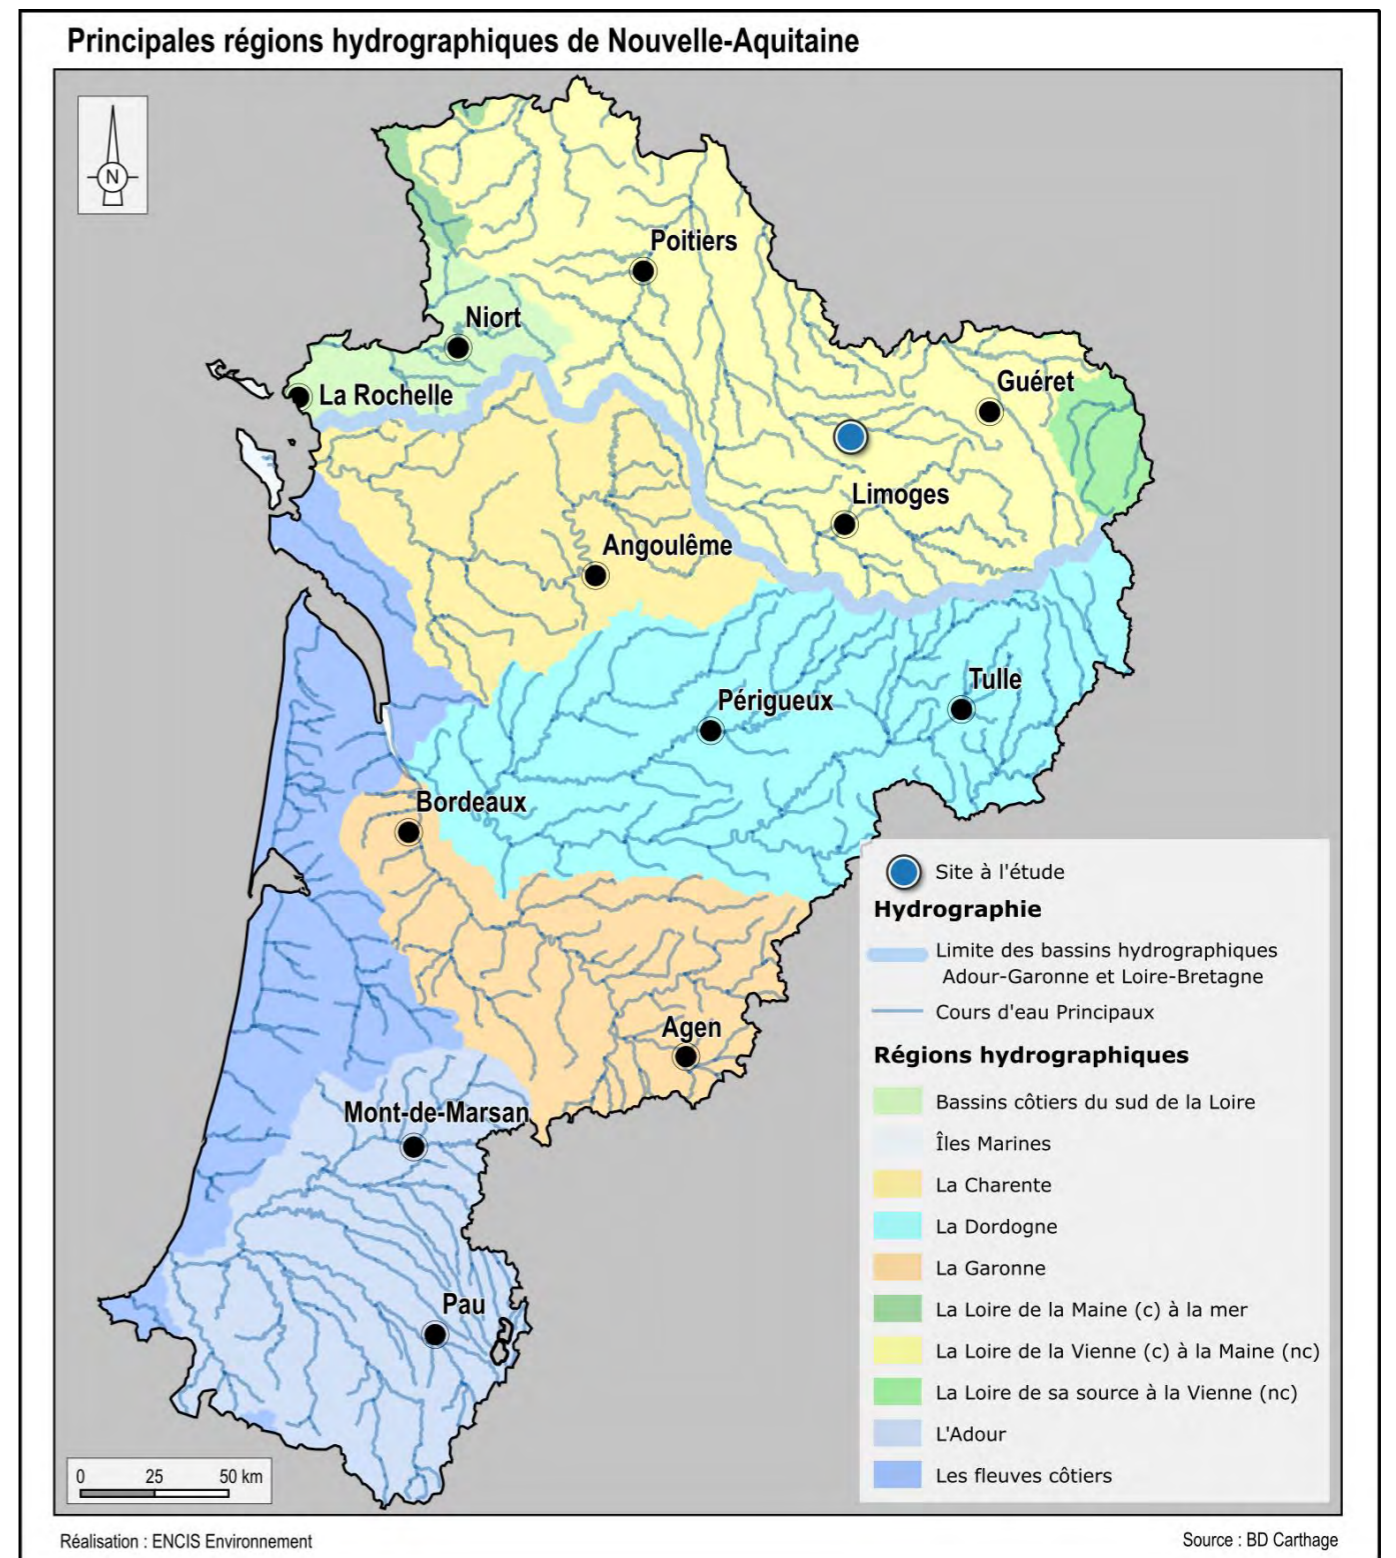 Principales régions hydrographiques de Nouvelle-Aquitaine
N
Poitiers
Niort
La Rochelle
Guéret
Limoges
Angoulême
Tulle
Périgueux
Bordeaux
Agen
Mont-de-Marsan
Pau
Site à l'étude
Hydrographie
Limite des bassins hydrographiques
Adour-Garonne et Loire-Bretagne
Cours d'eau Principaux
Régions hydrographiques
Bassins côtiers du sud de la Loire
Îles Marines
La Charente
La Dordogne
La Garonne
La Loire de la Maine (c) à la mer
La Loire de la Vienne (c) à la Maine (nc)
La Loire de sa source à la Vienne (nc)
L'Adour
Les fleuves côtiers
0 25 50 km
Réalisation : ENCIS Environnement
Source : BD Carthage